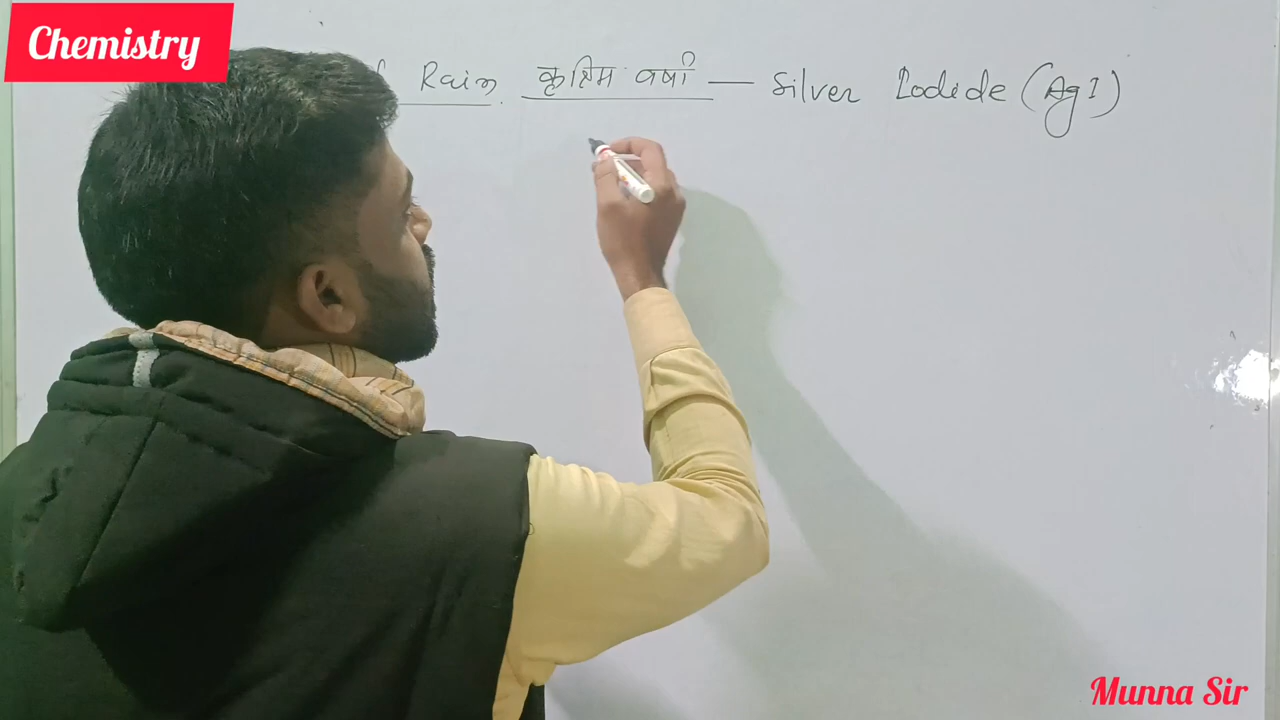 Chemistry
Rain कृत्रिम वर्षा — Silver Iodide (AgI)
Munna Sir